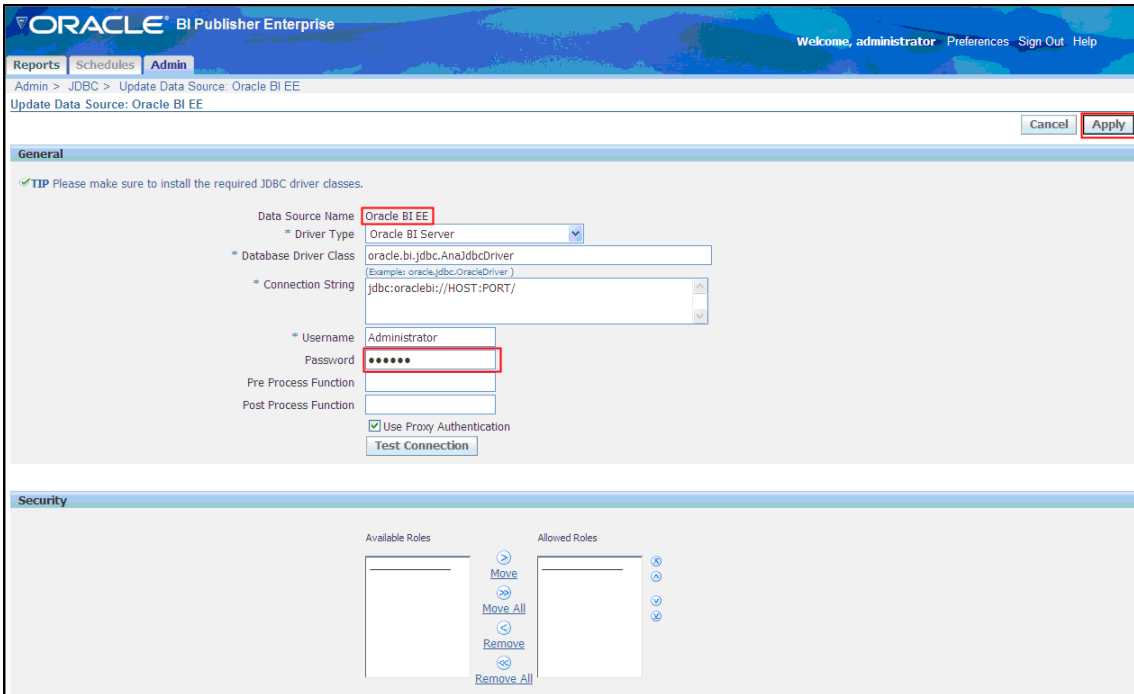 ORACLE BI Publisher Enterprise
Welcome, administrator Preferences Sign Out Help
Reports Schedules Admin
Admin > JDBC > Update Data Source: Oracle BI EE
Update Data Source: Oracle BI EE
Cancel Apply
General
TIP Please make sure to install the required JDBC driver classes.
Data Source Name Oracle BI EE
* Driver Type Oracle BI Server
* Database Driver Class oracle.bi.jdbc.AnaJdbcDriver
(Example: oracle.jdbc.OracleDriver )
* Connection String jdbc:oraclebi://HOST:PORT/
* Username Administrator
Password ●●●●●●
Pre Process Function
Post Process Function
Use Proxy Authentication
Test Connection
Security
Available Roles Allowed Roles
Move
Move All
Remove
Remove All